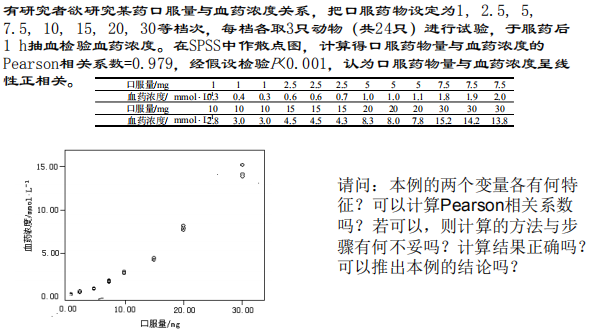 有研究者欲研究某药口服量与血药浓度关系，把口服药物设定为1, 2.5, 5,
7.5, 10, 15, 20, 30等档次，每档各取3只动物（共24只）进行试验，于服药后
1 h抽血检验血药浓度。在SPSS中作散点图，计算得口服药物量与血药浓度的
Pearson相关系数=0.979，经假设检验P<0.001，认为口服药物量与血药浓度呈线
性正相关。
口服量/mg 1 1 1 2.5 2.5 2.5 5 5 5 7.5 7.5 7.5
血药浓度/ mmol·L-1 0.3 0.4 0.3 0.6 0.6 0.7 1.0 1.0 1.1 1.8 1.9 2.0
口服量/mg 10 10 10 15 15 15 20 20 20 30 30 30
血药浓度/ mmol·L-1 2.8 3.0 3.0 4.5 4.5 4.3 8.3 8.0 7.8 15.2 14.2 13.8
15.00
10.00
5.00
0.00
血药浓度/mmol·L-1
0.00 10.00 20.00 30.00
口服量/mg
请问：本例的两个变量各有何特
征？可以计算Pearson相关系数
吗？若可以，则计算的方法与步
骤有何不妥吗？计算结果正确吗？
可以推出本例的结论吗？